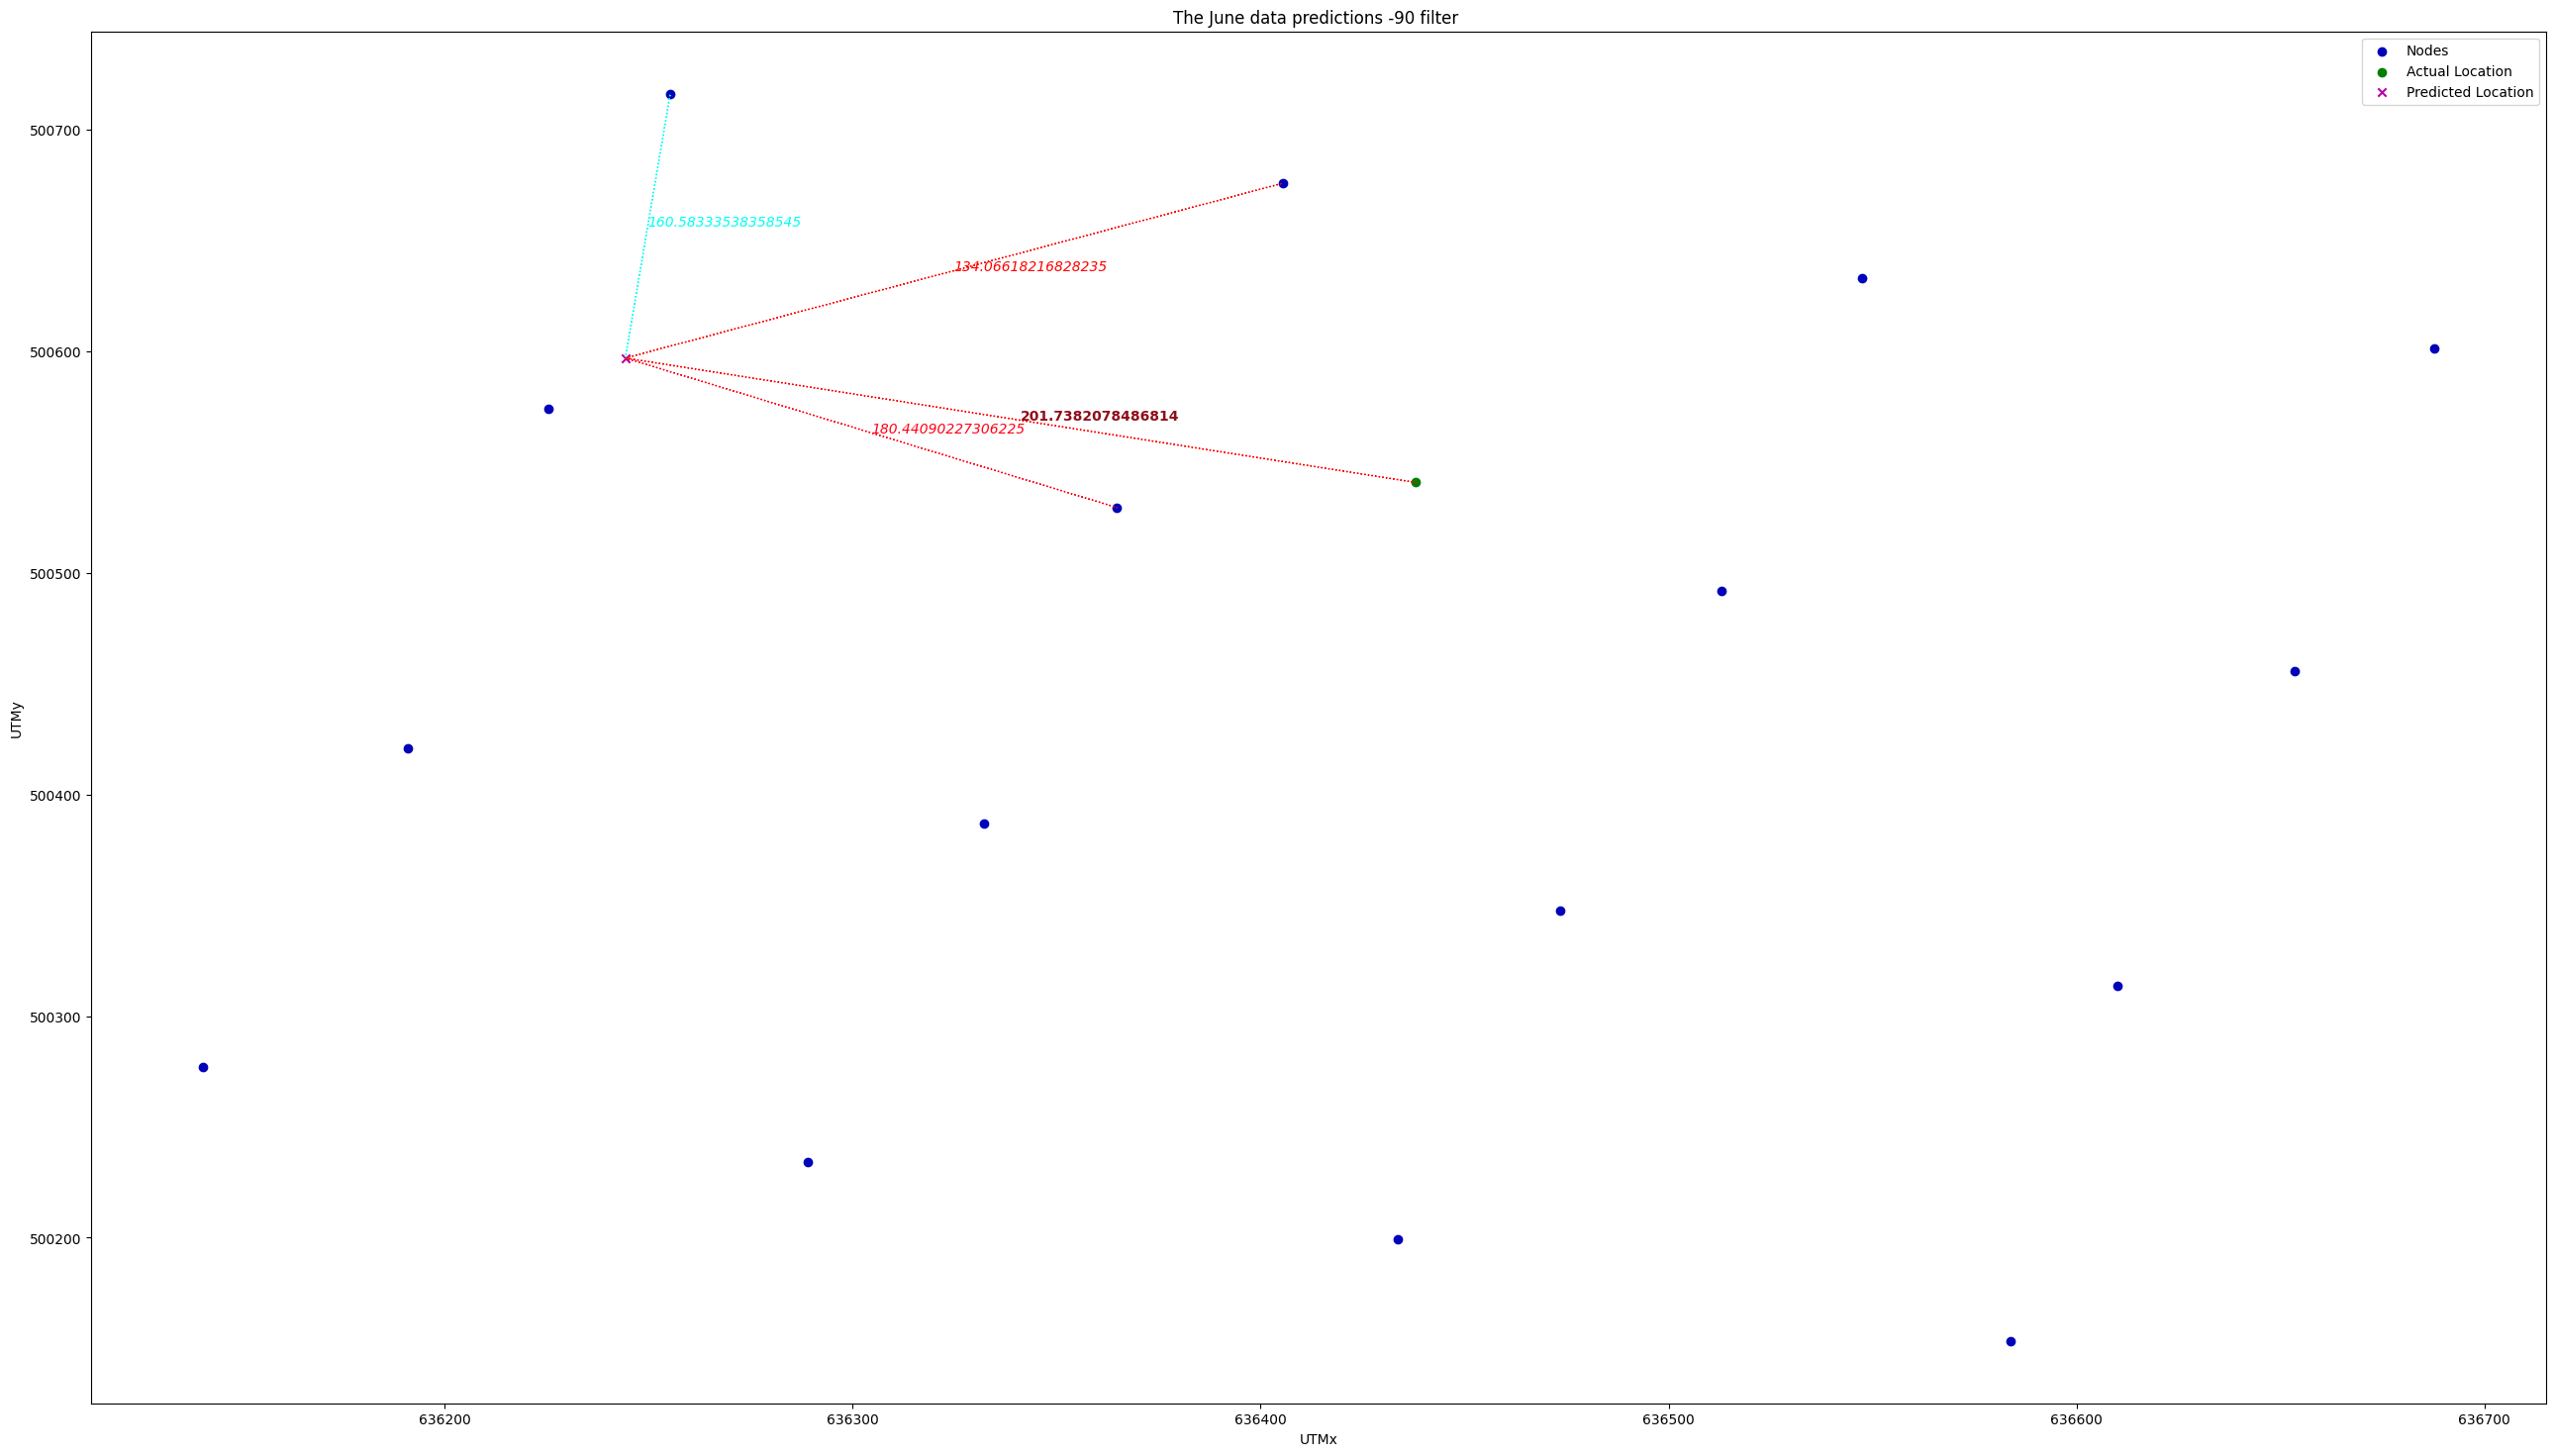 The June data predictions -90 filter
Nodes
Actual Location
Predicted Location
500700
160.58333538358545
134.06618216828235
500600
201.7382078486814
180.44090227306225
500500
UTMy
500400
500300
500200
636200
636300
636400
636500
636600
636700
UTMx